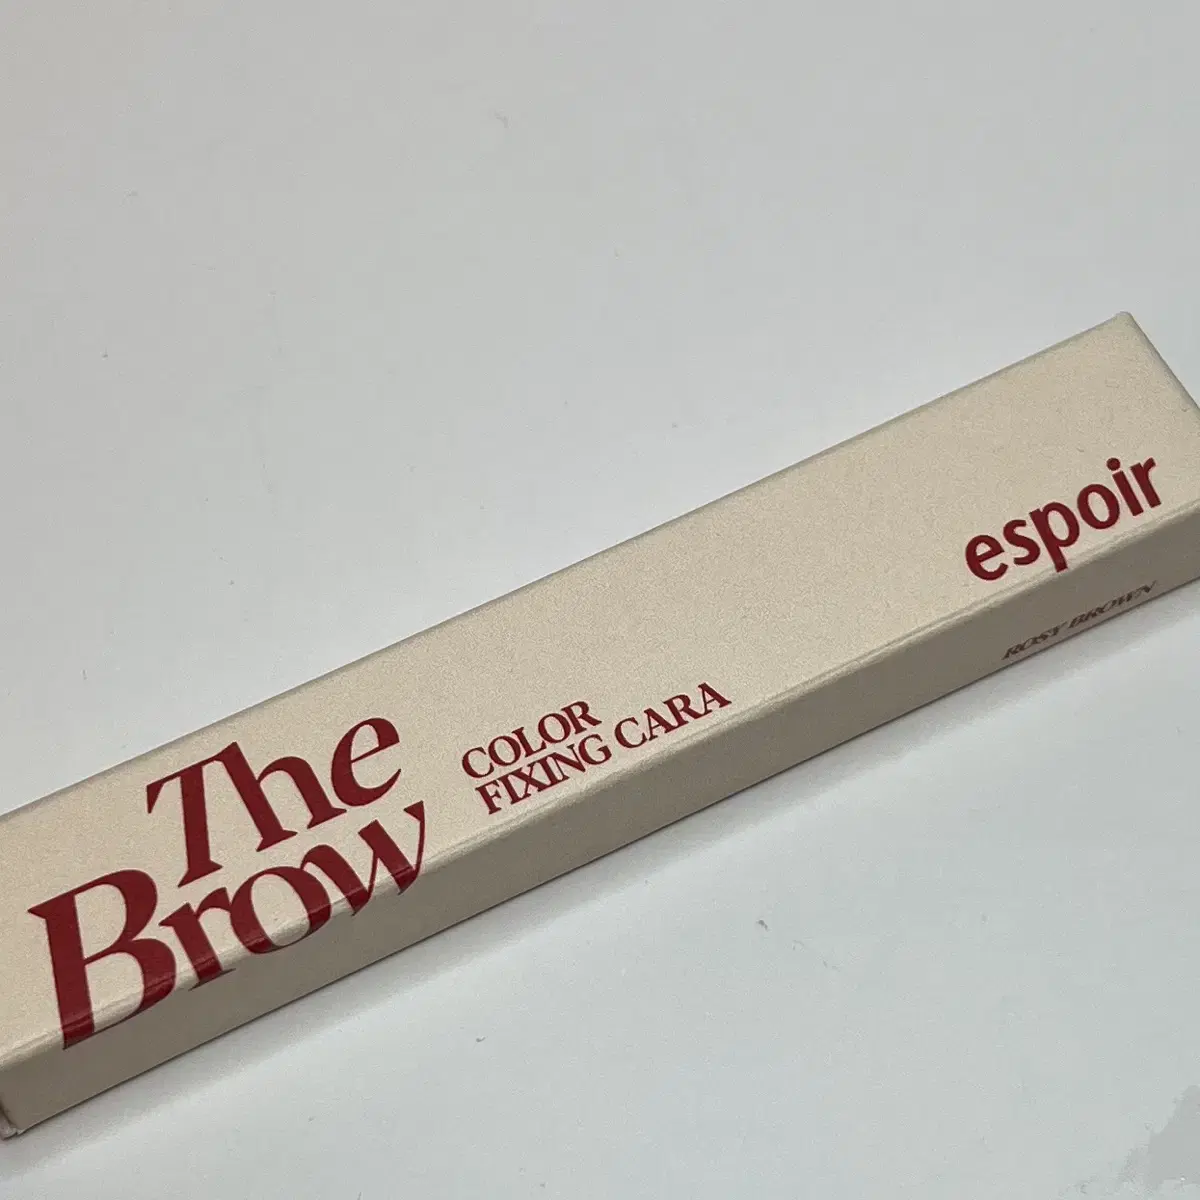 The
Brow
COLOR
FIXING CARA
espoir
ROSY BROWN